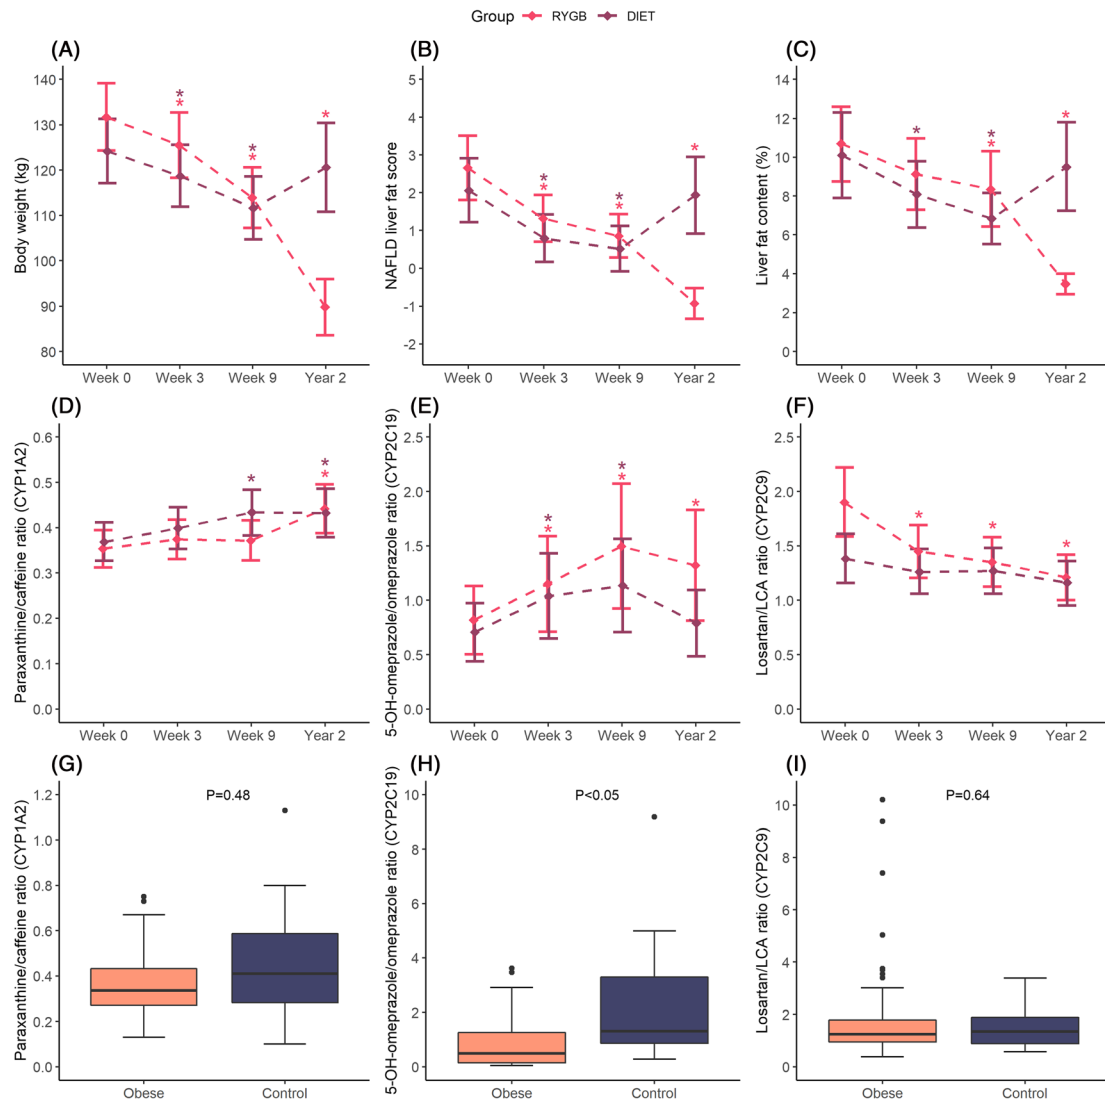 Group RYGB DIET
(A) (B) (C)
Body weight (kg)
140
130
120
110
100
90
80
* * * * *
Week 0 Week 3 Week 9 Year 2
NAFLD liver fat score
5
4
3
2
1
0
-1
-2
* * * * *
Week 0 Week 3 Week 9 Year 2
Liver fat content (%)
14
12
10
8
6
4
2
0
* * * *
Week 0 Week 3 Week 9 Year 2
(D) (E) (F)
Paraxanthine/caffeine ratio (CYP1A2)
0.6
0.5
0.4
0.3
0.2
0.1
0.0
* * *
Week 0 Week 3 Week 9 Year 2
5-OH-omeprazole/omeprazole ratio (CYP2C19)
2.5
2.0
1.5
1.0
0.5
0.0
* * * * *
Week 0 Week 3 Week 9 Year 2
Losartan/LCA ratio (CYP2C9)
2.5
2.0
1.5
1.0
0.5
0.0
* * *
Week 0 Week 3 Week 9 Year 2
(G) (H) (I)
Paraxanthine/caffeine ratio (CYP1A2)
P=0.48
1.2
1.0
0.8
0.6
0.4
0.2
0.0
Obese Control
5-OH-omeprazole/omeprazole ratio (CYP2C19)
P<0.05
10
8
6
4
2
0
Obese Control
Losartan/LCA ratio (CYP2C9)
P=0.64
10
8
6
4
2
0
Obese Control